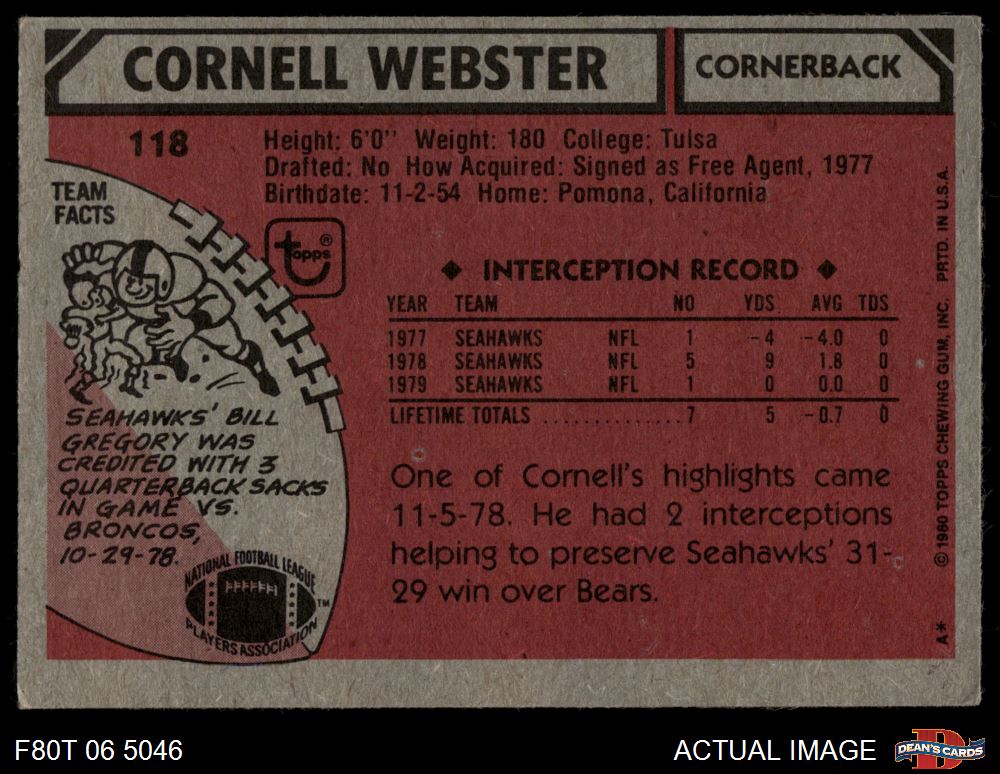 CORNELL WEBSTER
CORNERBACK
118
Height: 6'0'' Weight: 180 College: Tulsa
Drafted: No How Acquired: Signed as Free Agent, 1977
Birthdate: 11-2-54 Home: Pomona, California
TEAM
FACTS
topps®
◆ INTERCEPTION RECORD ◆
YEAR TEAM NO YDS AVG TDS
1977 SEAHAWKS NFL 1 -4 -4.0 0
1978 SEAHAWKS NFL 5 9 1.8 0
1979 SEAHAWKS NFL 1 0 0.0 0
LIFETIME TOTALS .............. 7 5 -0.7 0
SEAHAWKS' BILL
GREGORY WAS
CREDITED WITH 3
QUARTERBACK SACKS
IN GAME VS.
BRONCOS,
10-29-78.
NATIONAL FOOTBALL LEAGUE
PLAYERS ASSOCIATION
TM
One of Cornell's highlights came
11-5-78. He had 2 interceptions
helping to preserve Seahawks' 31-
29 win over Bears.
A* © 1980 TOPPS CHEWING GUM, INC. PRTD. IN U.S.A.
F80T 06 5046
ACTUAL IMAGE
D
DEAN'S CARDS